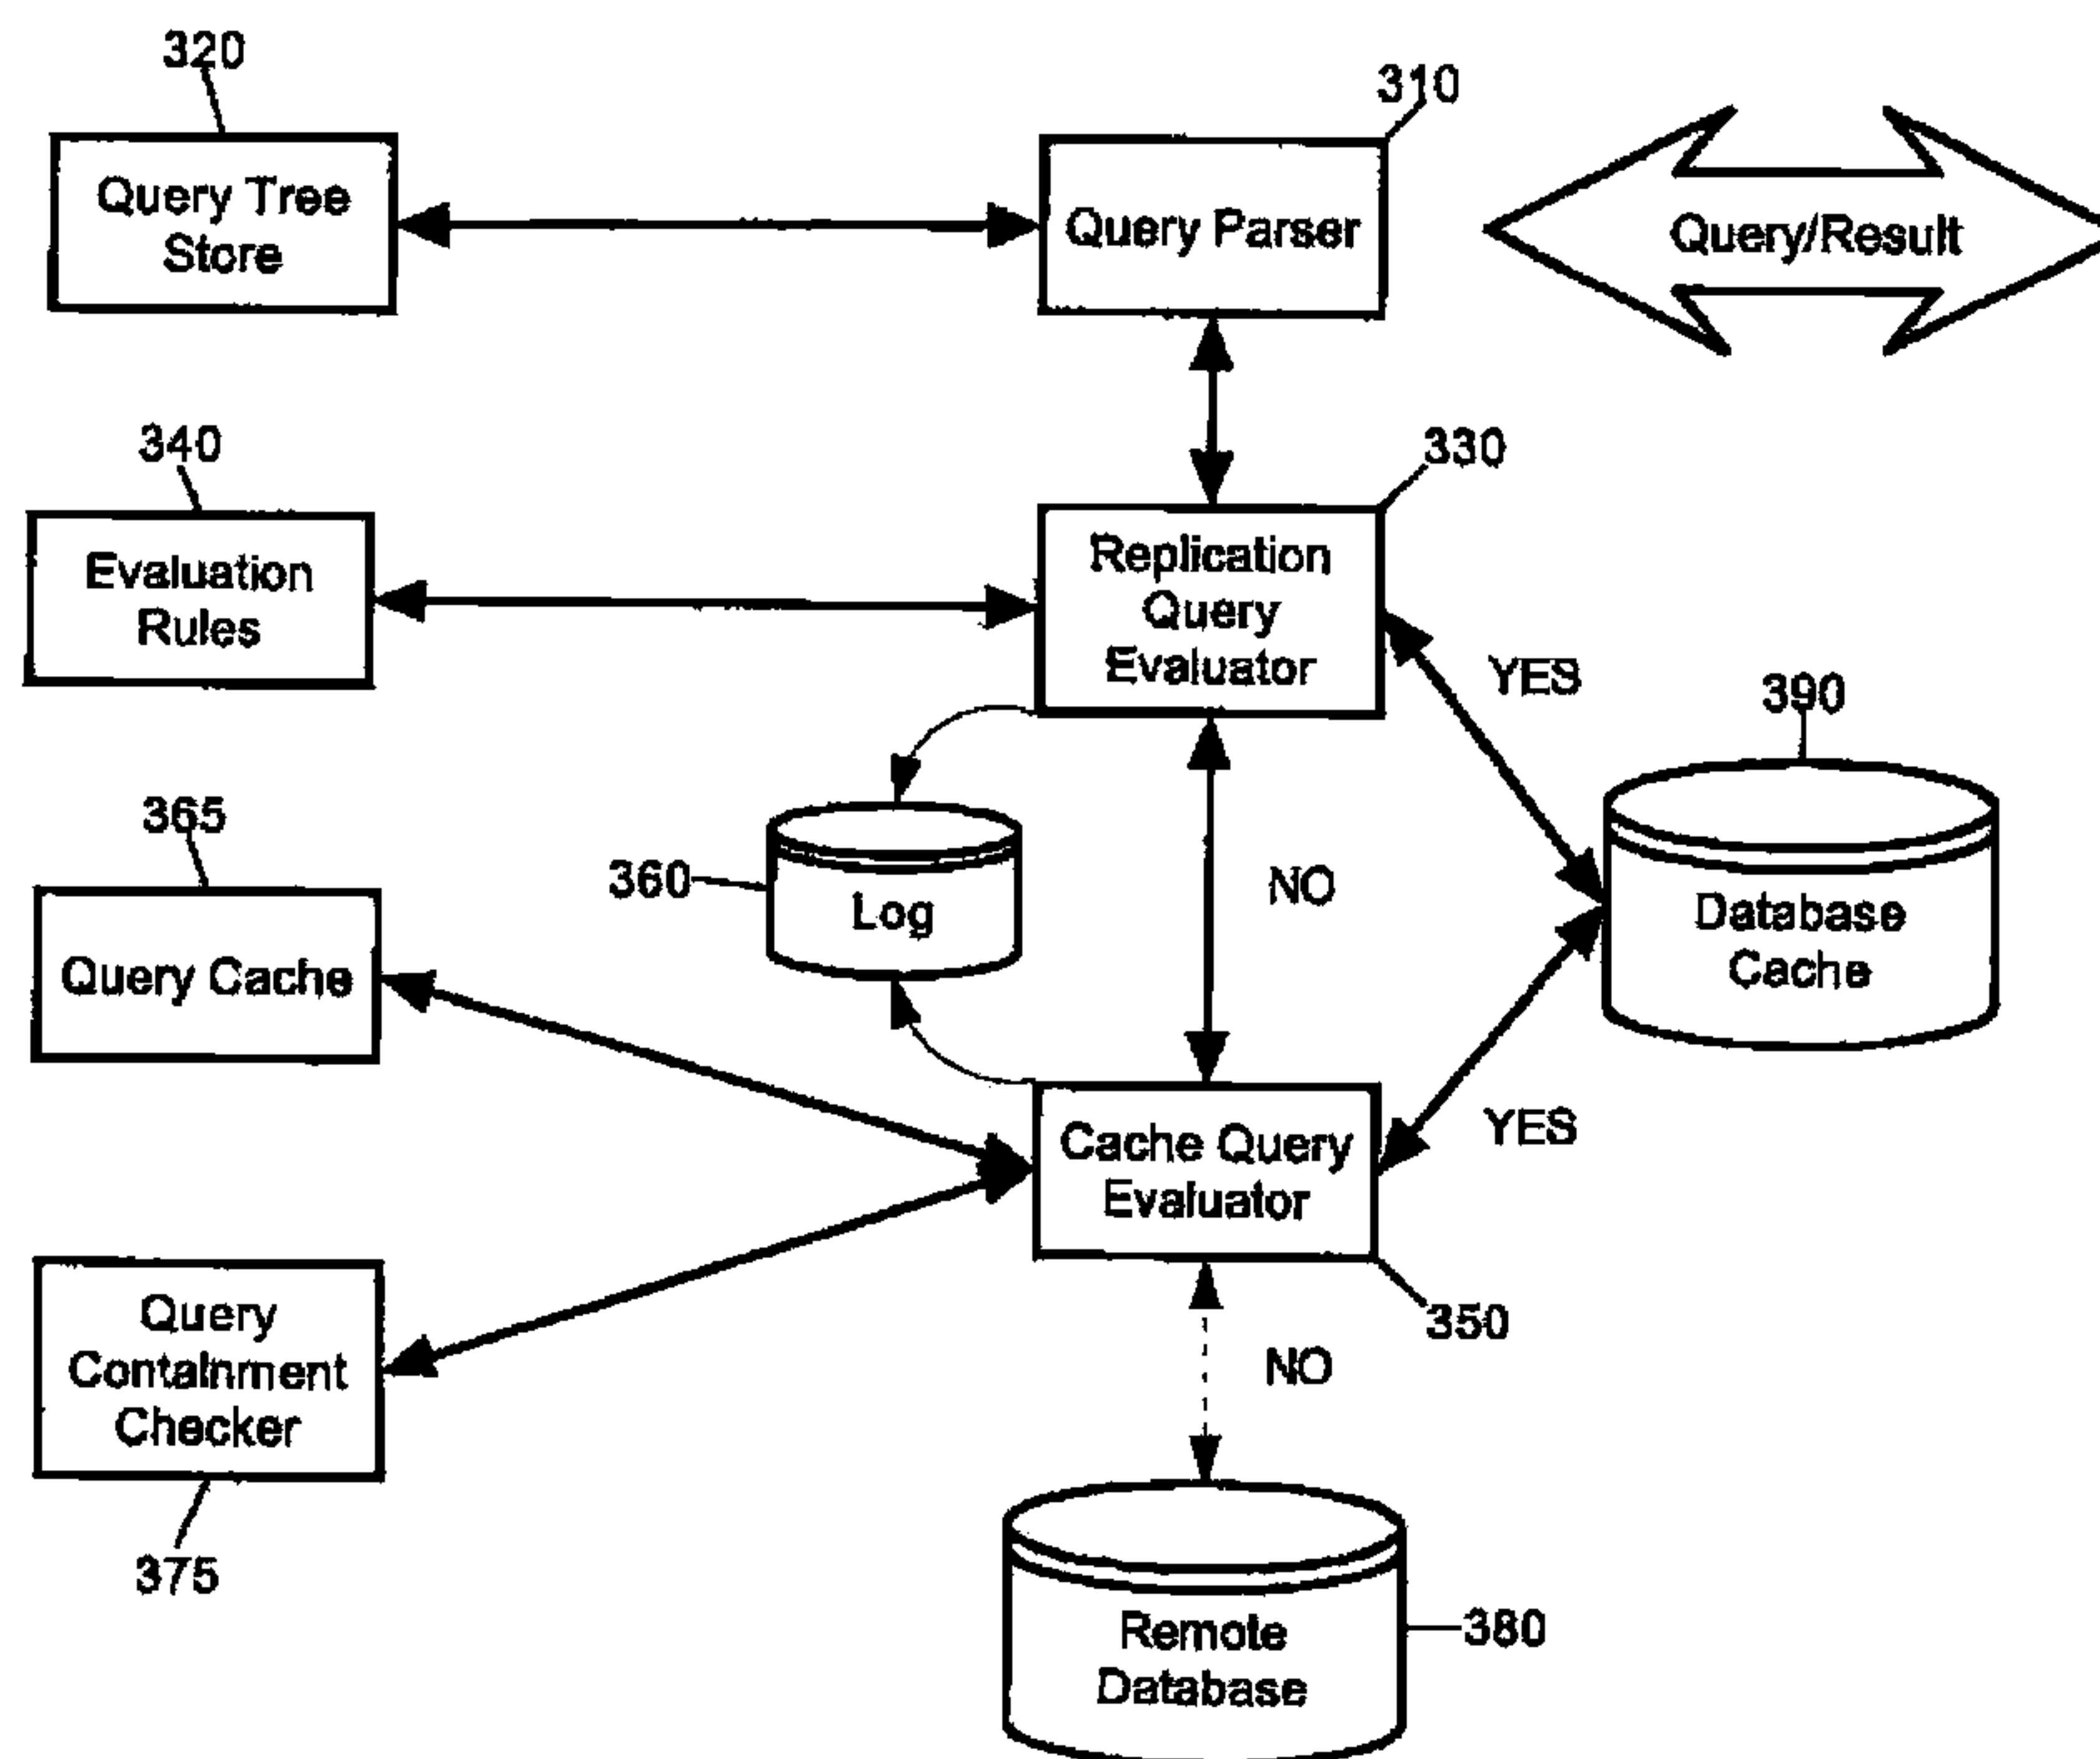 320
310
Query Tree
Store
Query Parser
Query/Result
340
330
Evaluation
Rules
Replication
Query
Evaluator
YES
390
365
360
Log
NO
Database
Cache
Query Cache
Cache Query
Evaluator
YES
350
Query
Containment
Checker
NO
375
Remote
Database
380